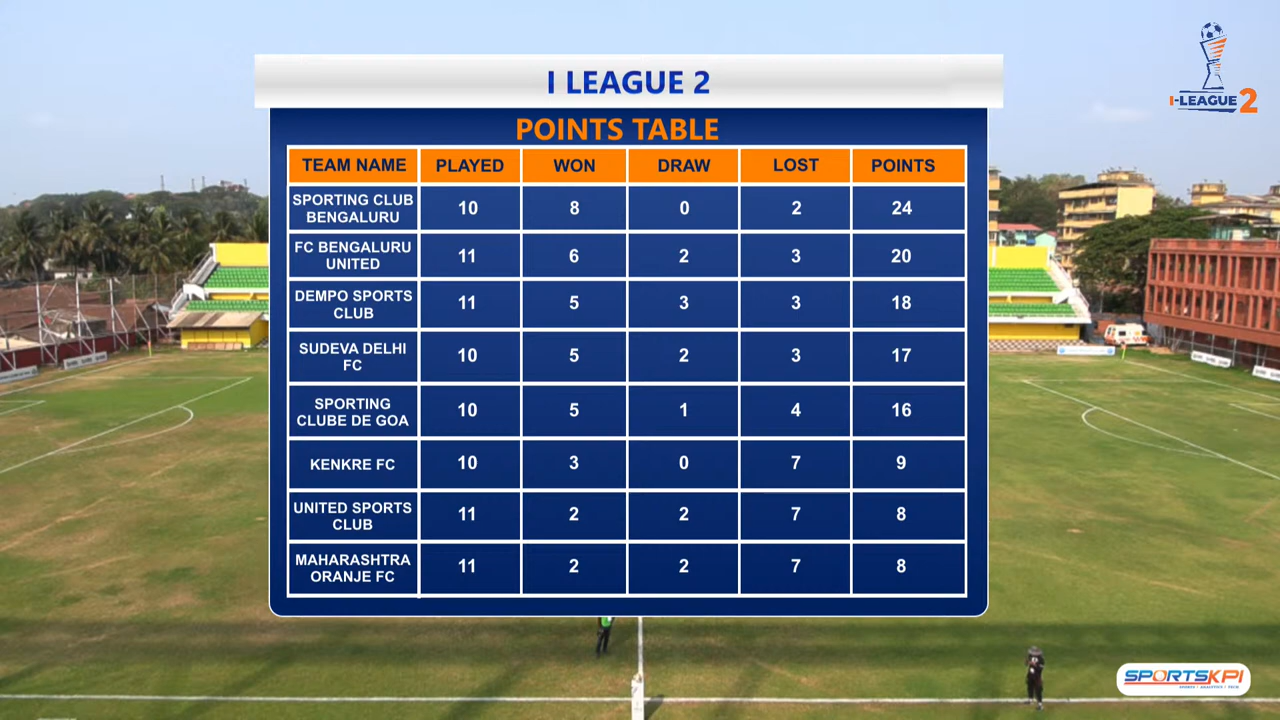 I LEAGUE 2
I-LEAGUE 2
POINTS TABLE
TEAM NAME PLAYED WON DRAW LOST POINTS
SPORTING CLUB
BENGALURU 10 8 0 2 24
FC BENGALURU
UNITED 11 6 2 3 20
DEMPO SPORTS
CLUB 11 5 3 3 18
SUDEVA DELHI
FC 10 5 2 3 17
SPORTING
CLUBE DE GOA 10 5 1 4 16
KENKRE FC 10 3 0 7 9
UNITED SPORTS
CLUB 11 2 2 7 8
MAHARASHTRA
ORANJE FC 11 2 2 7 8
SPORTSKPI
SPORTS / ANALYTICS / TECH